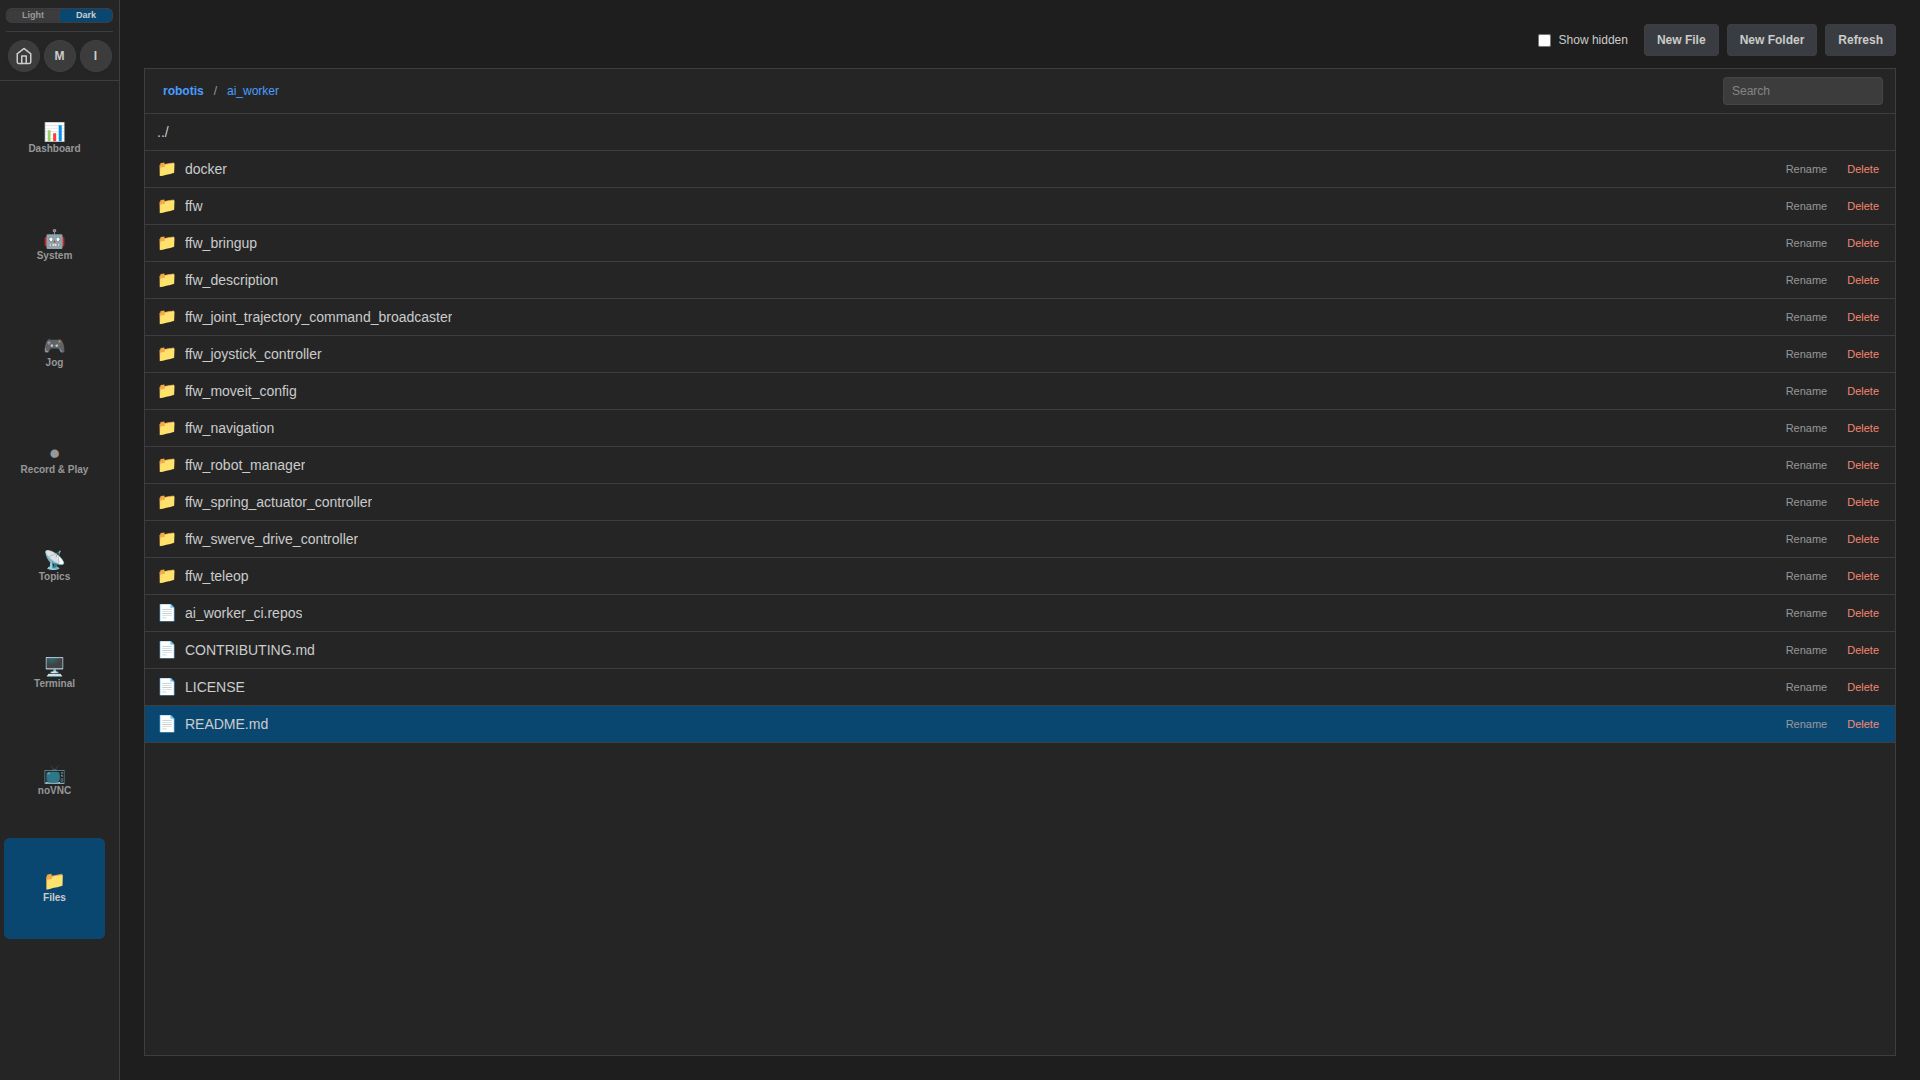 Light Dark
M I
Dashboard
System
Jog
Record & Play
Topics
Terminal
noVNC
Files
Show hidden New File New Folder Refresh
robotis / ai_worker Search
../
docker Rename Delete
ffw Rename Delete
ffw_bringup Rename Delete
ffw_description Rename Delete
ffw_joint_trajectory_command_broadcaster Rename Delete
ffw_joystick_controller Rename Delete
ffw_moveit_config Rename Delete
ffw_navigation Rename Delete
ffw_robot_manager Rename Delete
ffw_spring_actuator_controller Rename Delete
ffw_swerve_drive_controller Rename Delete
ffw_teleop Rename Delete
ai_worker_ci.repos Rename Delete
CONTRIBUTING.md Rename Delete
LICENSE Rename Delete
README.md Rename Delete